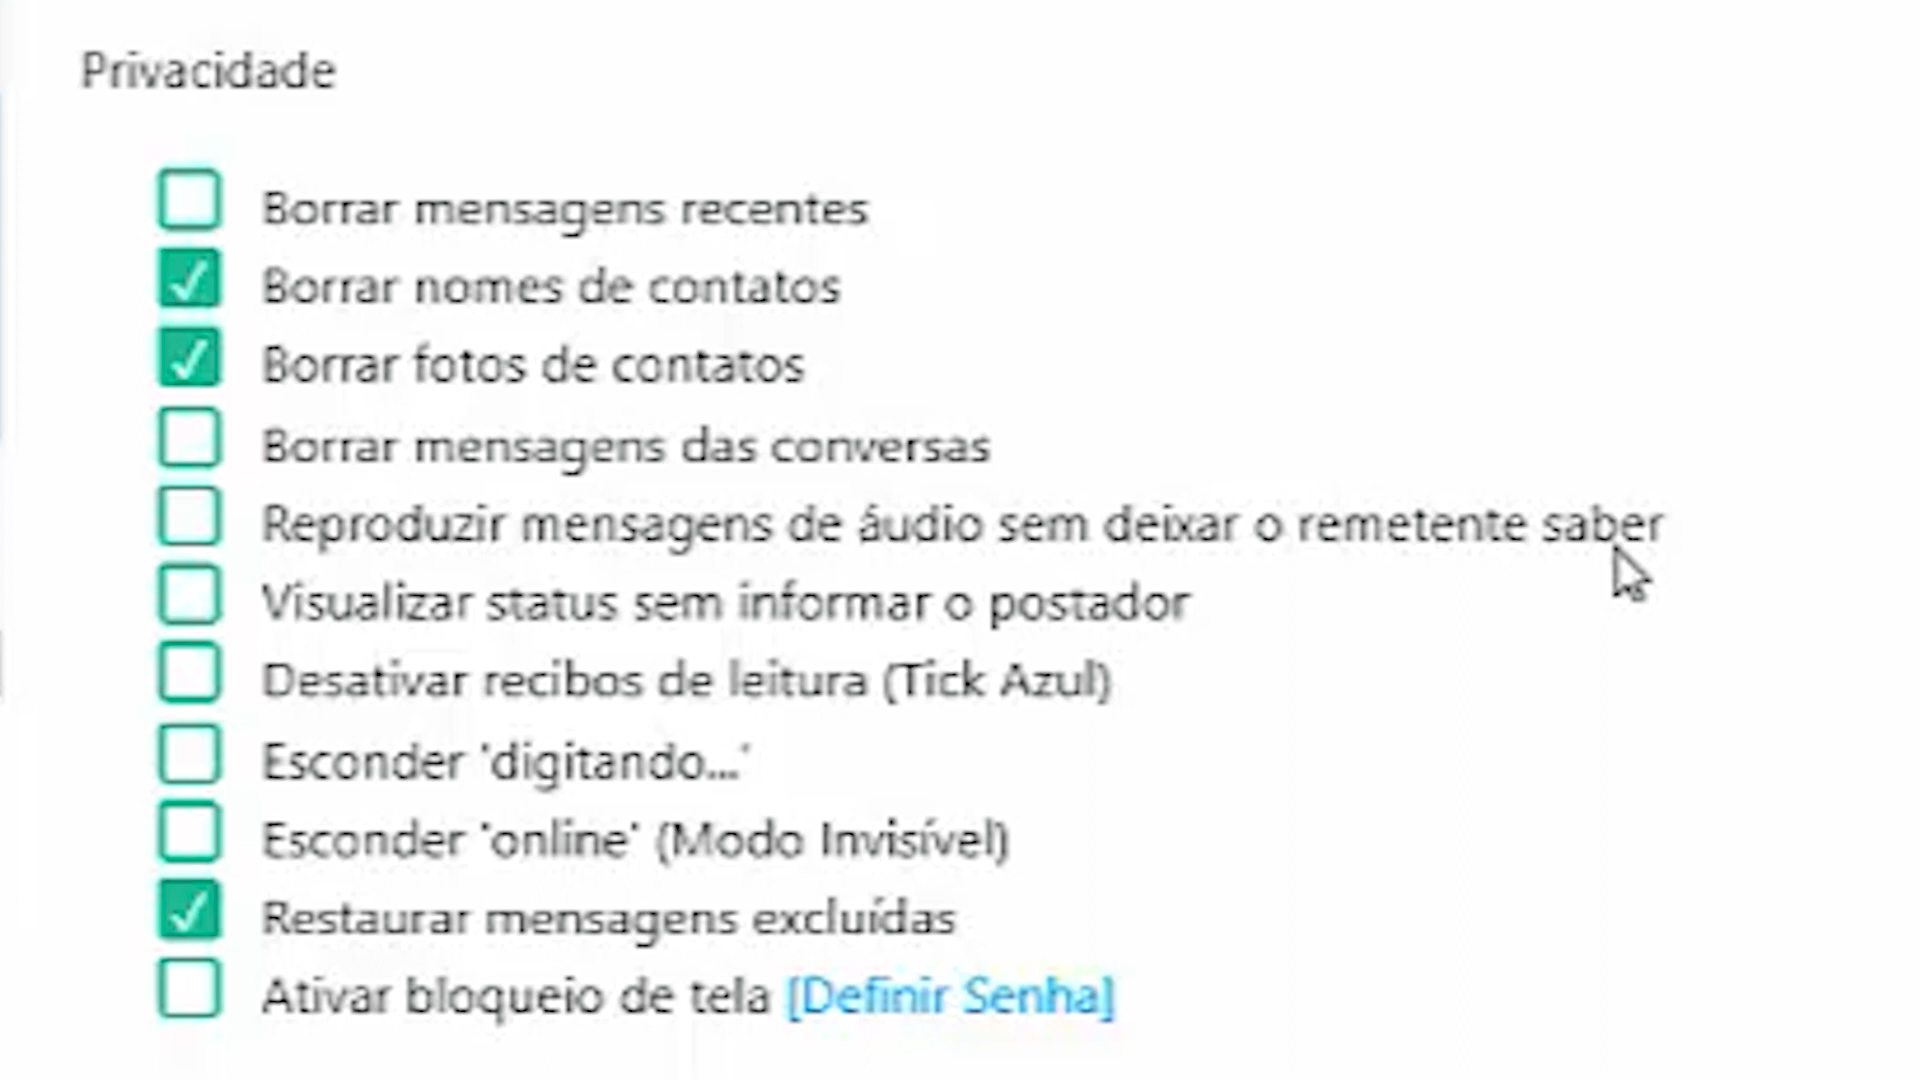 Privacidade
Borrar mensagens recentes
Borrar nomes de contatos
Borrar fotos de contatos
Borrar mensagens das conversas
Reproduzir mensagens de áudio sem deixar o remetente saber
Visualizar status sem informar o postador
Desativar recibos de leitura (Tick Azul)
Esconder 'digitando...'
Esconder 'online' (Modo Invisível)
Restaurar mensagens excluídas
Ativar bloqueio de tela [Definir Senha]